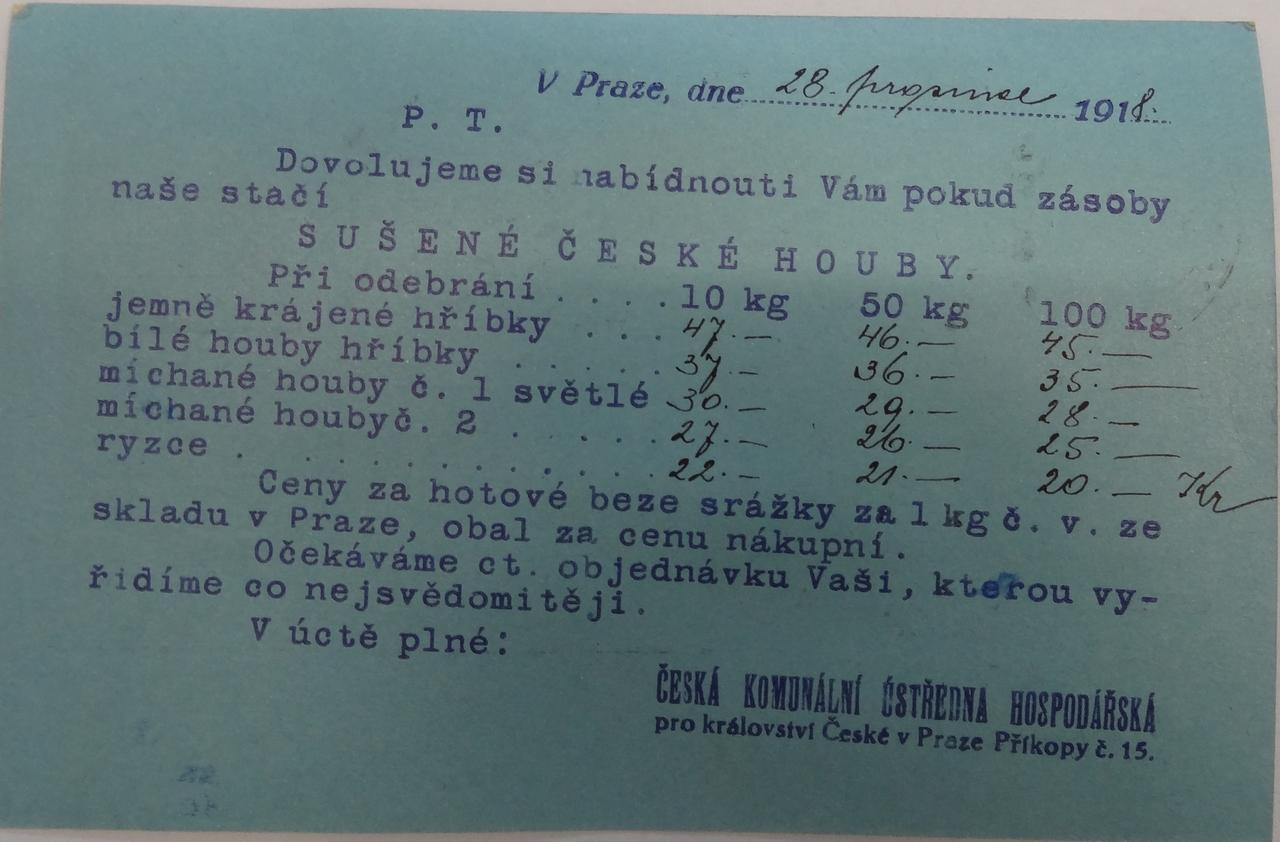 V Praze, dne 28. prosince 1918.
P. T.
Dovolujeme si nabídnouti Vám pokud zásoby
naše stačí
SUŠENÉ ČESKÉ HOUBY.
Při odebrání . . . . 10 kg 50 kg 100 kg
jemně krájené hříbky . . . 47.— 46.— 45.—
bílé houby hříbky . . . . . 37.— 36.— 35.—
míchané houby č. 1 světlé 30.— 29.— 28.—
míchané houby č. 2 . . . . . 27.— 26.— 25.—
ryzce . . . . . . . . . . . . 22.— 21.— 20.— Kr
Ceny za hotové beze srážky za 1 kg č. v. ze
skladu v Praze, obal za cenu nákupní.
Očekáváme ct. objednávku Vaši, kterou vy-
řidíme co nejsvědomitěji.
V úctě plné:
ČESKÁ KOMUNÁLNÍ ÚSTŘEDNA HOSPODÁŘSKÁ
pro království České v Praze Příkopy č. 15.